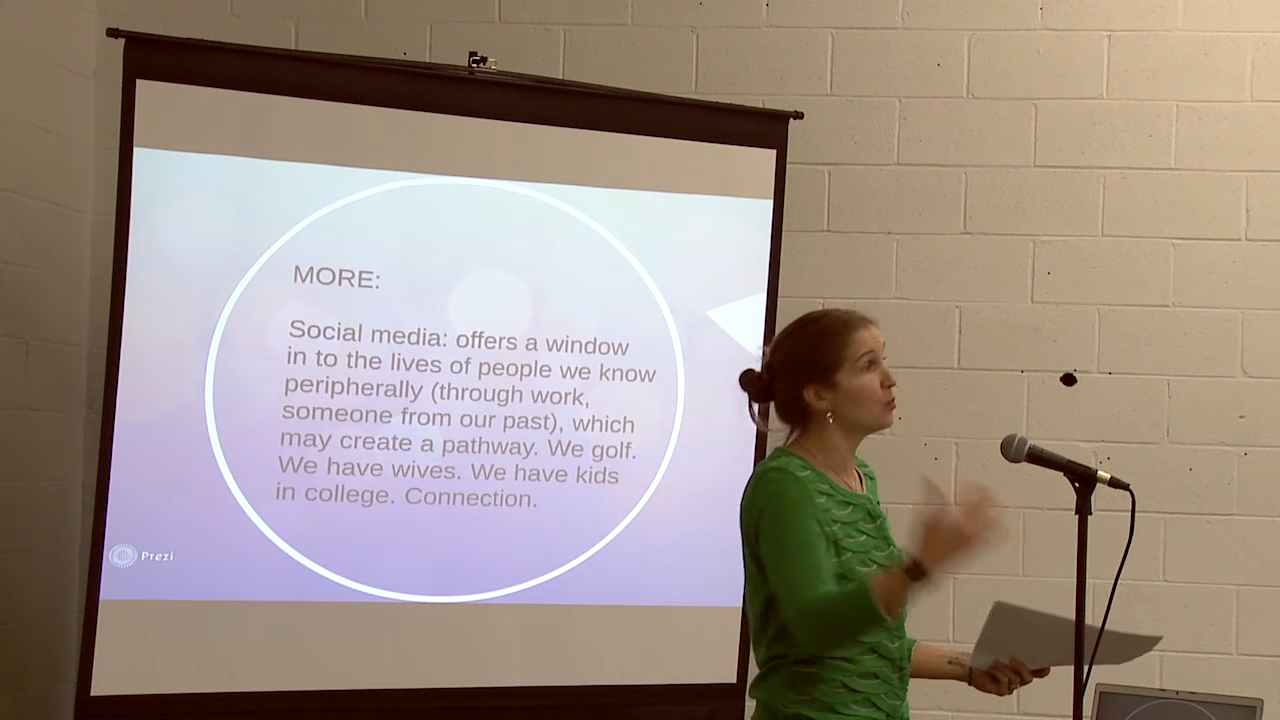 MORE:
Social media: offers a window
in to the lives of people we know
peripherally (through work,
someone from our past), which
may create a pathway. We golf.
We have wives. We have kids
in college. Connection.
Prezi